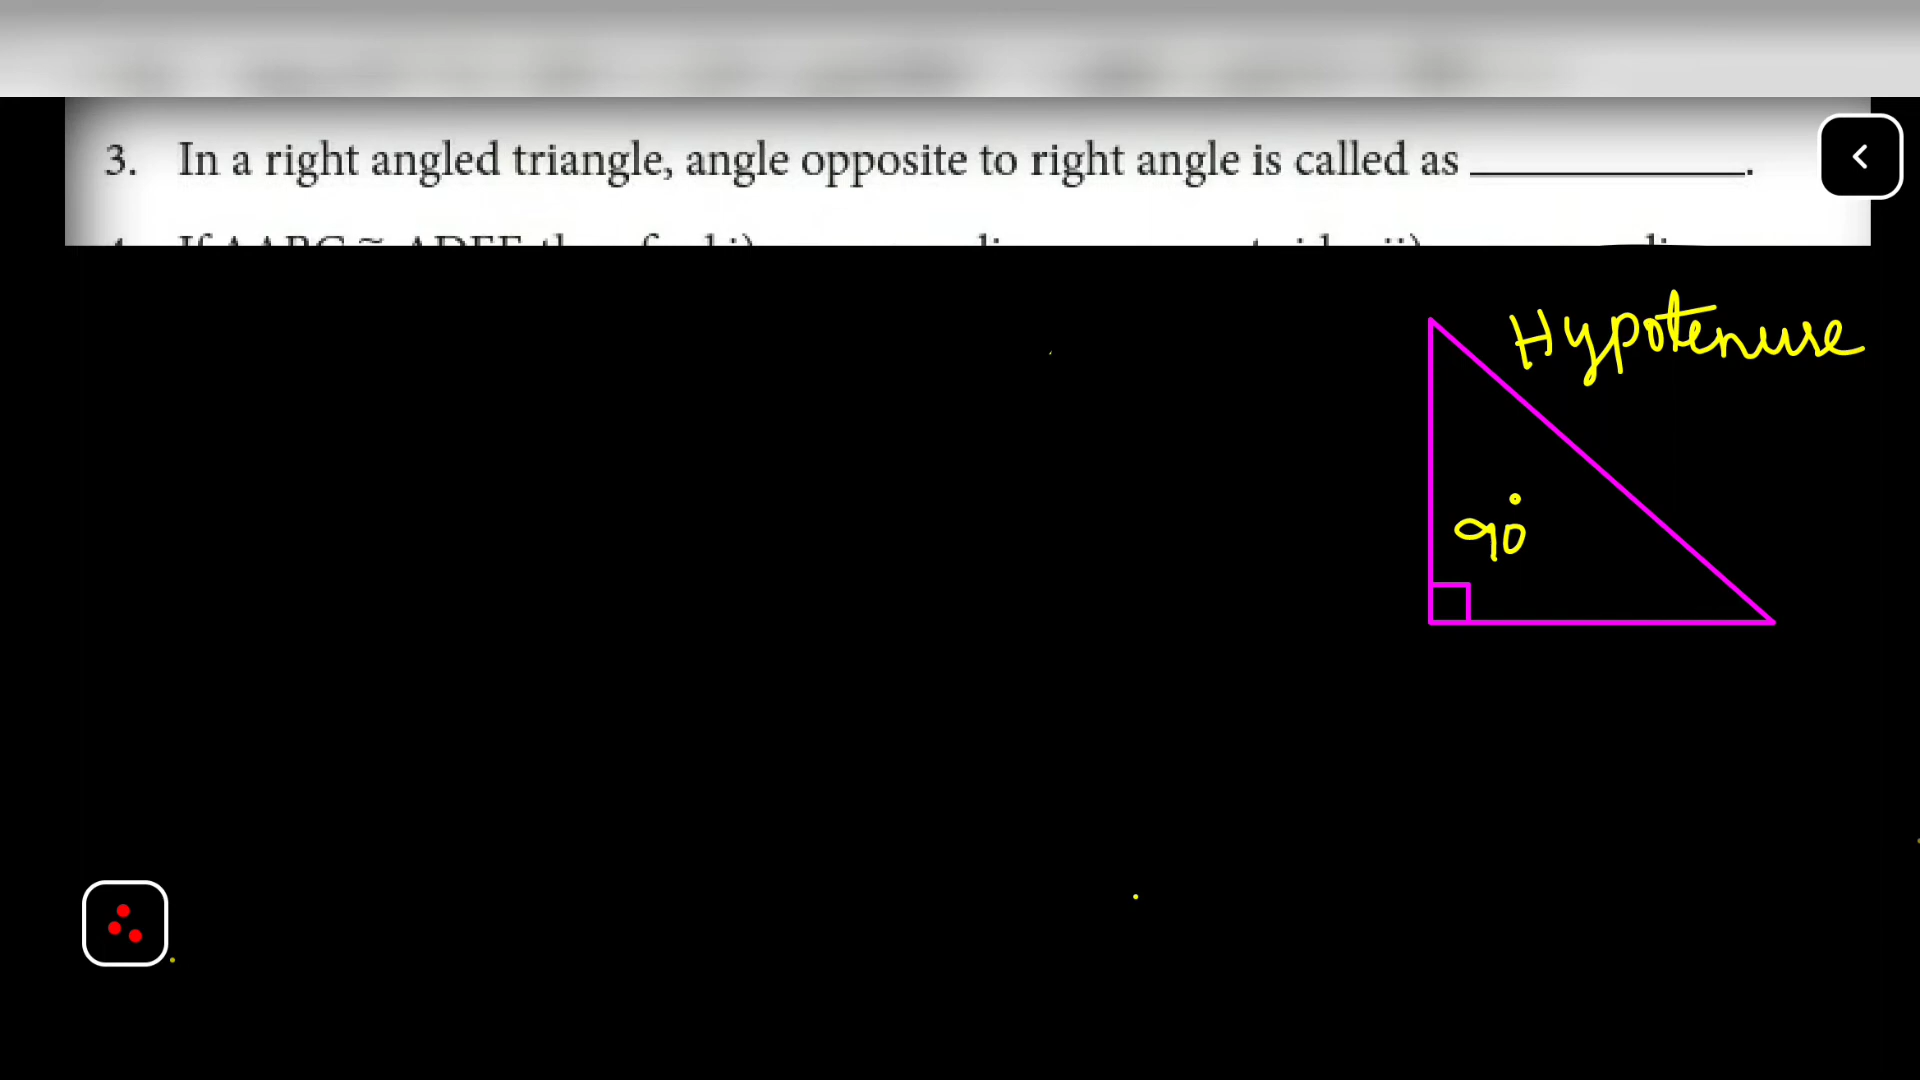 3. In a right angled triangle, angle opposite to right angle is called as ____________.
Hypotenuse
90°